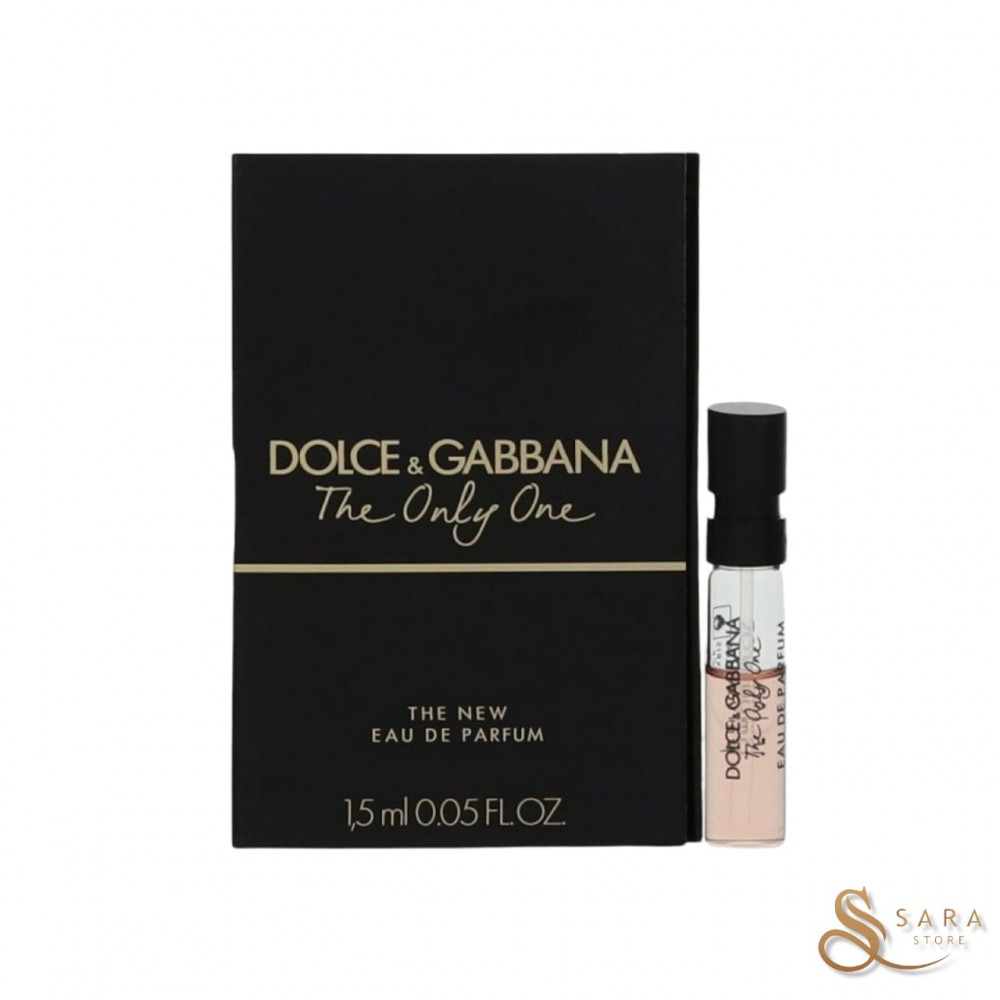 DOLCE & GABBANA
The Only One
THE NEW
EAU DE PARFUM
1,5 ml 0.05 FL. OZ.
DOLCE & GABBANA
The Only One
EAU DE PARFUM
SARA
STORE